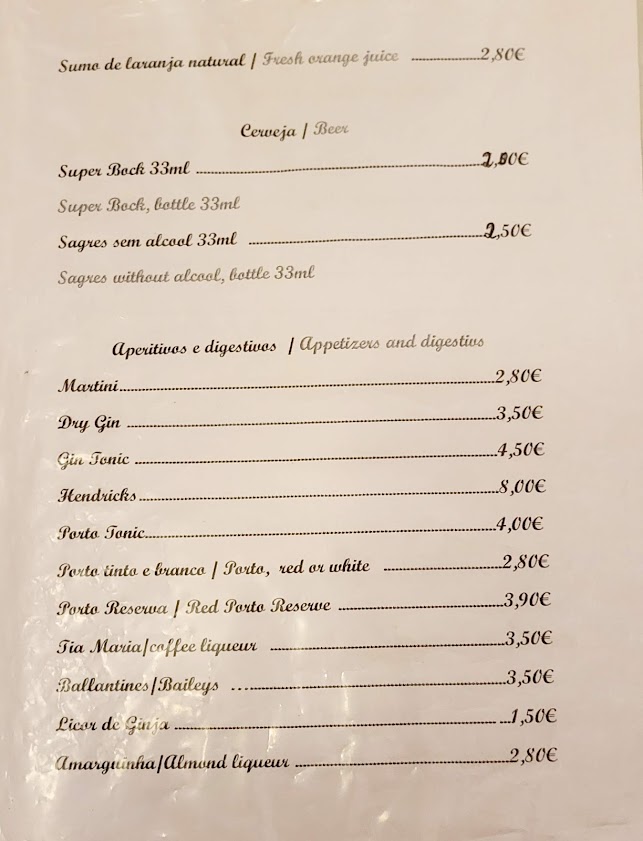 Sumo de laranja natural / Fresh orange juice ....................2,80€
Cerveja / Beer
Super Bock 33ml ....................2,00€
Super Bock, bottle 33ml
Sagres sem alcool 33ml ....................2,50€
Sagres without alcool, bottle 33ml
Aperitivos e digestivos / Appetizers and digestivs
Martini....................2,80€
Dry Gin ....................3,50€
Gin Tonic ....................4,50€
Hendricks....................8,00€
Porto Tonic....................4,00€
Porto tinto e branco / Porto, red or white ....................2,80€
Porto Reserva / Red Porto Reserve ....................3,90€
Tia Maria/coffee liqueur ....................3,50€
Ballantines/Baileys ....................3,50€
Licor de Ginja ....................1,50€
Amarguinha/Almond liqueur ....................2,80€